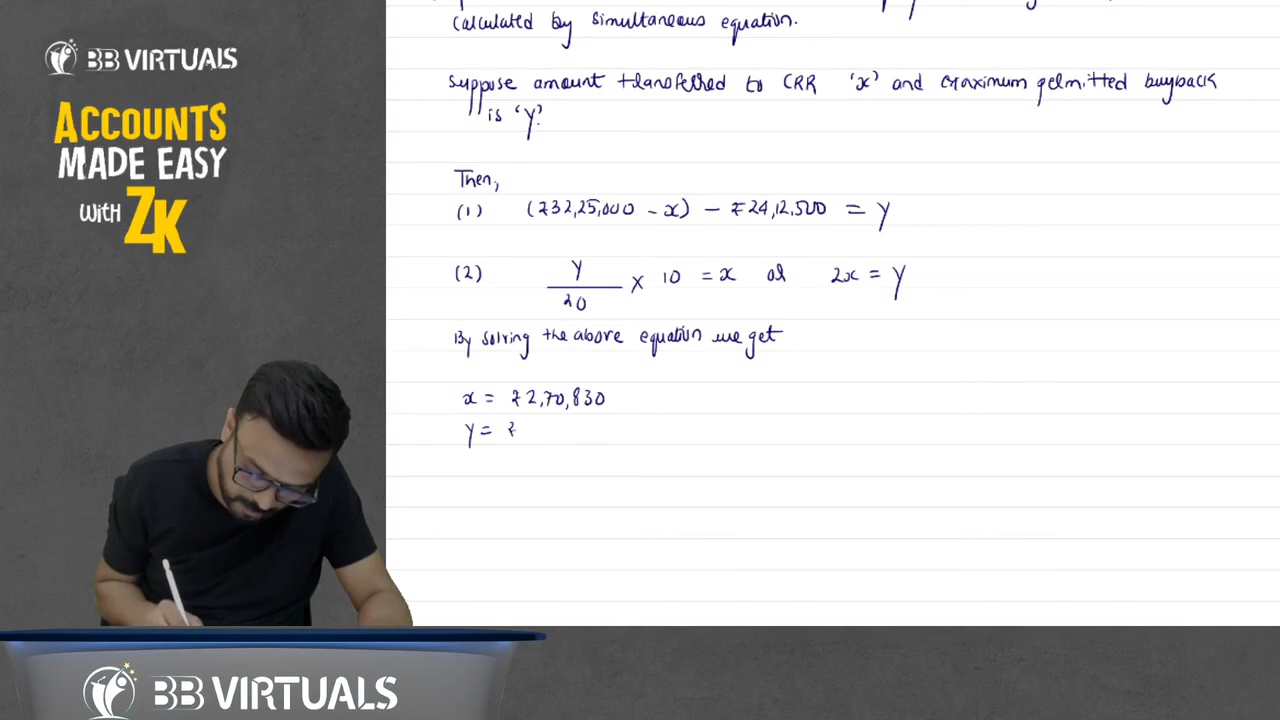 BB VIRTUALS
ACCOUNTS
MADE EASY
WITH ZK
calculated by simultaneous equation.
Suppose amount transferred to CRR 'x' and maximum permitted buyback
is 'Y'.
Then,
(1) (₹32,25,000 - x) - ₹24,12,500 = Y
(2) Y/20 × 10 = x or 2x = Y
By solving the above equation we get
x = ₹2,70,830
Y = ₹
BB VIRTUALS